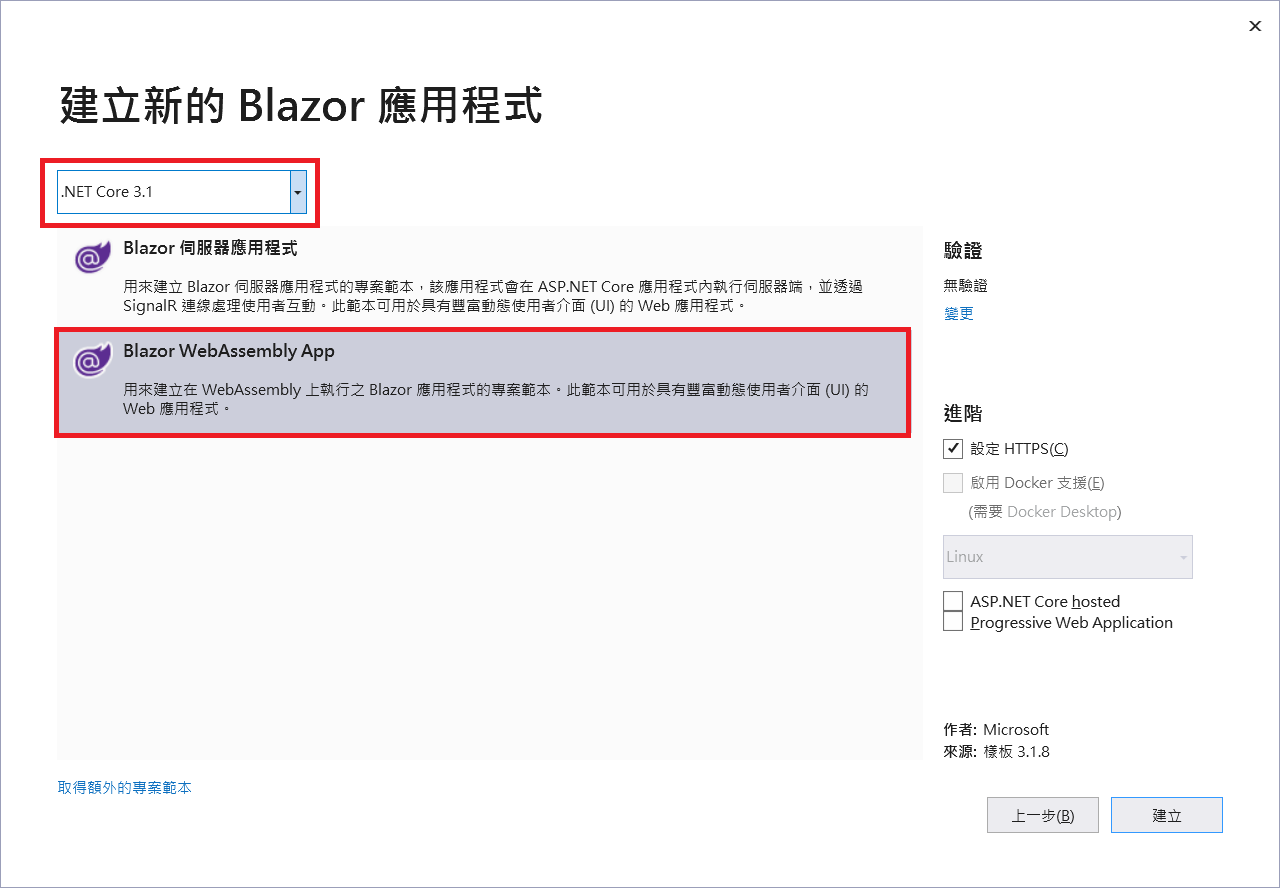 建立新的 Blazor 應用程式
.NET Core 3.1
Blazor 伺服器應用程式
用來建立 Blazor 伺服器應用程式的專案範本，該應用程式會在 ASP.NET Core 應用程式內執行伺服器端，並透過
SignalR 連線處理使用者互動。此範本可用於具有豐富動態使用者介面 (UI) 的 Web 應用程式。
Blazor WebAssembly App
用來建立在 WebAssembly 上執行之 Blazor 應用程式的專案範本。此範本可用於具有豐富動態使用者介面 (UI) 的
Web 應用程式。
取得額外的專案範本
驗證
無驗證
變更
進階
設定 HTTPS(C)
啟用 Docker 支援(E)
(需要 Docker Desktop)
Linux
ASP.NET Core hosted
Progressive Web Application
作者: Microsoft
來源: 樣板 3.1.8
上一步(B)
建立